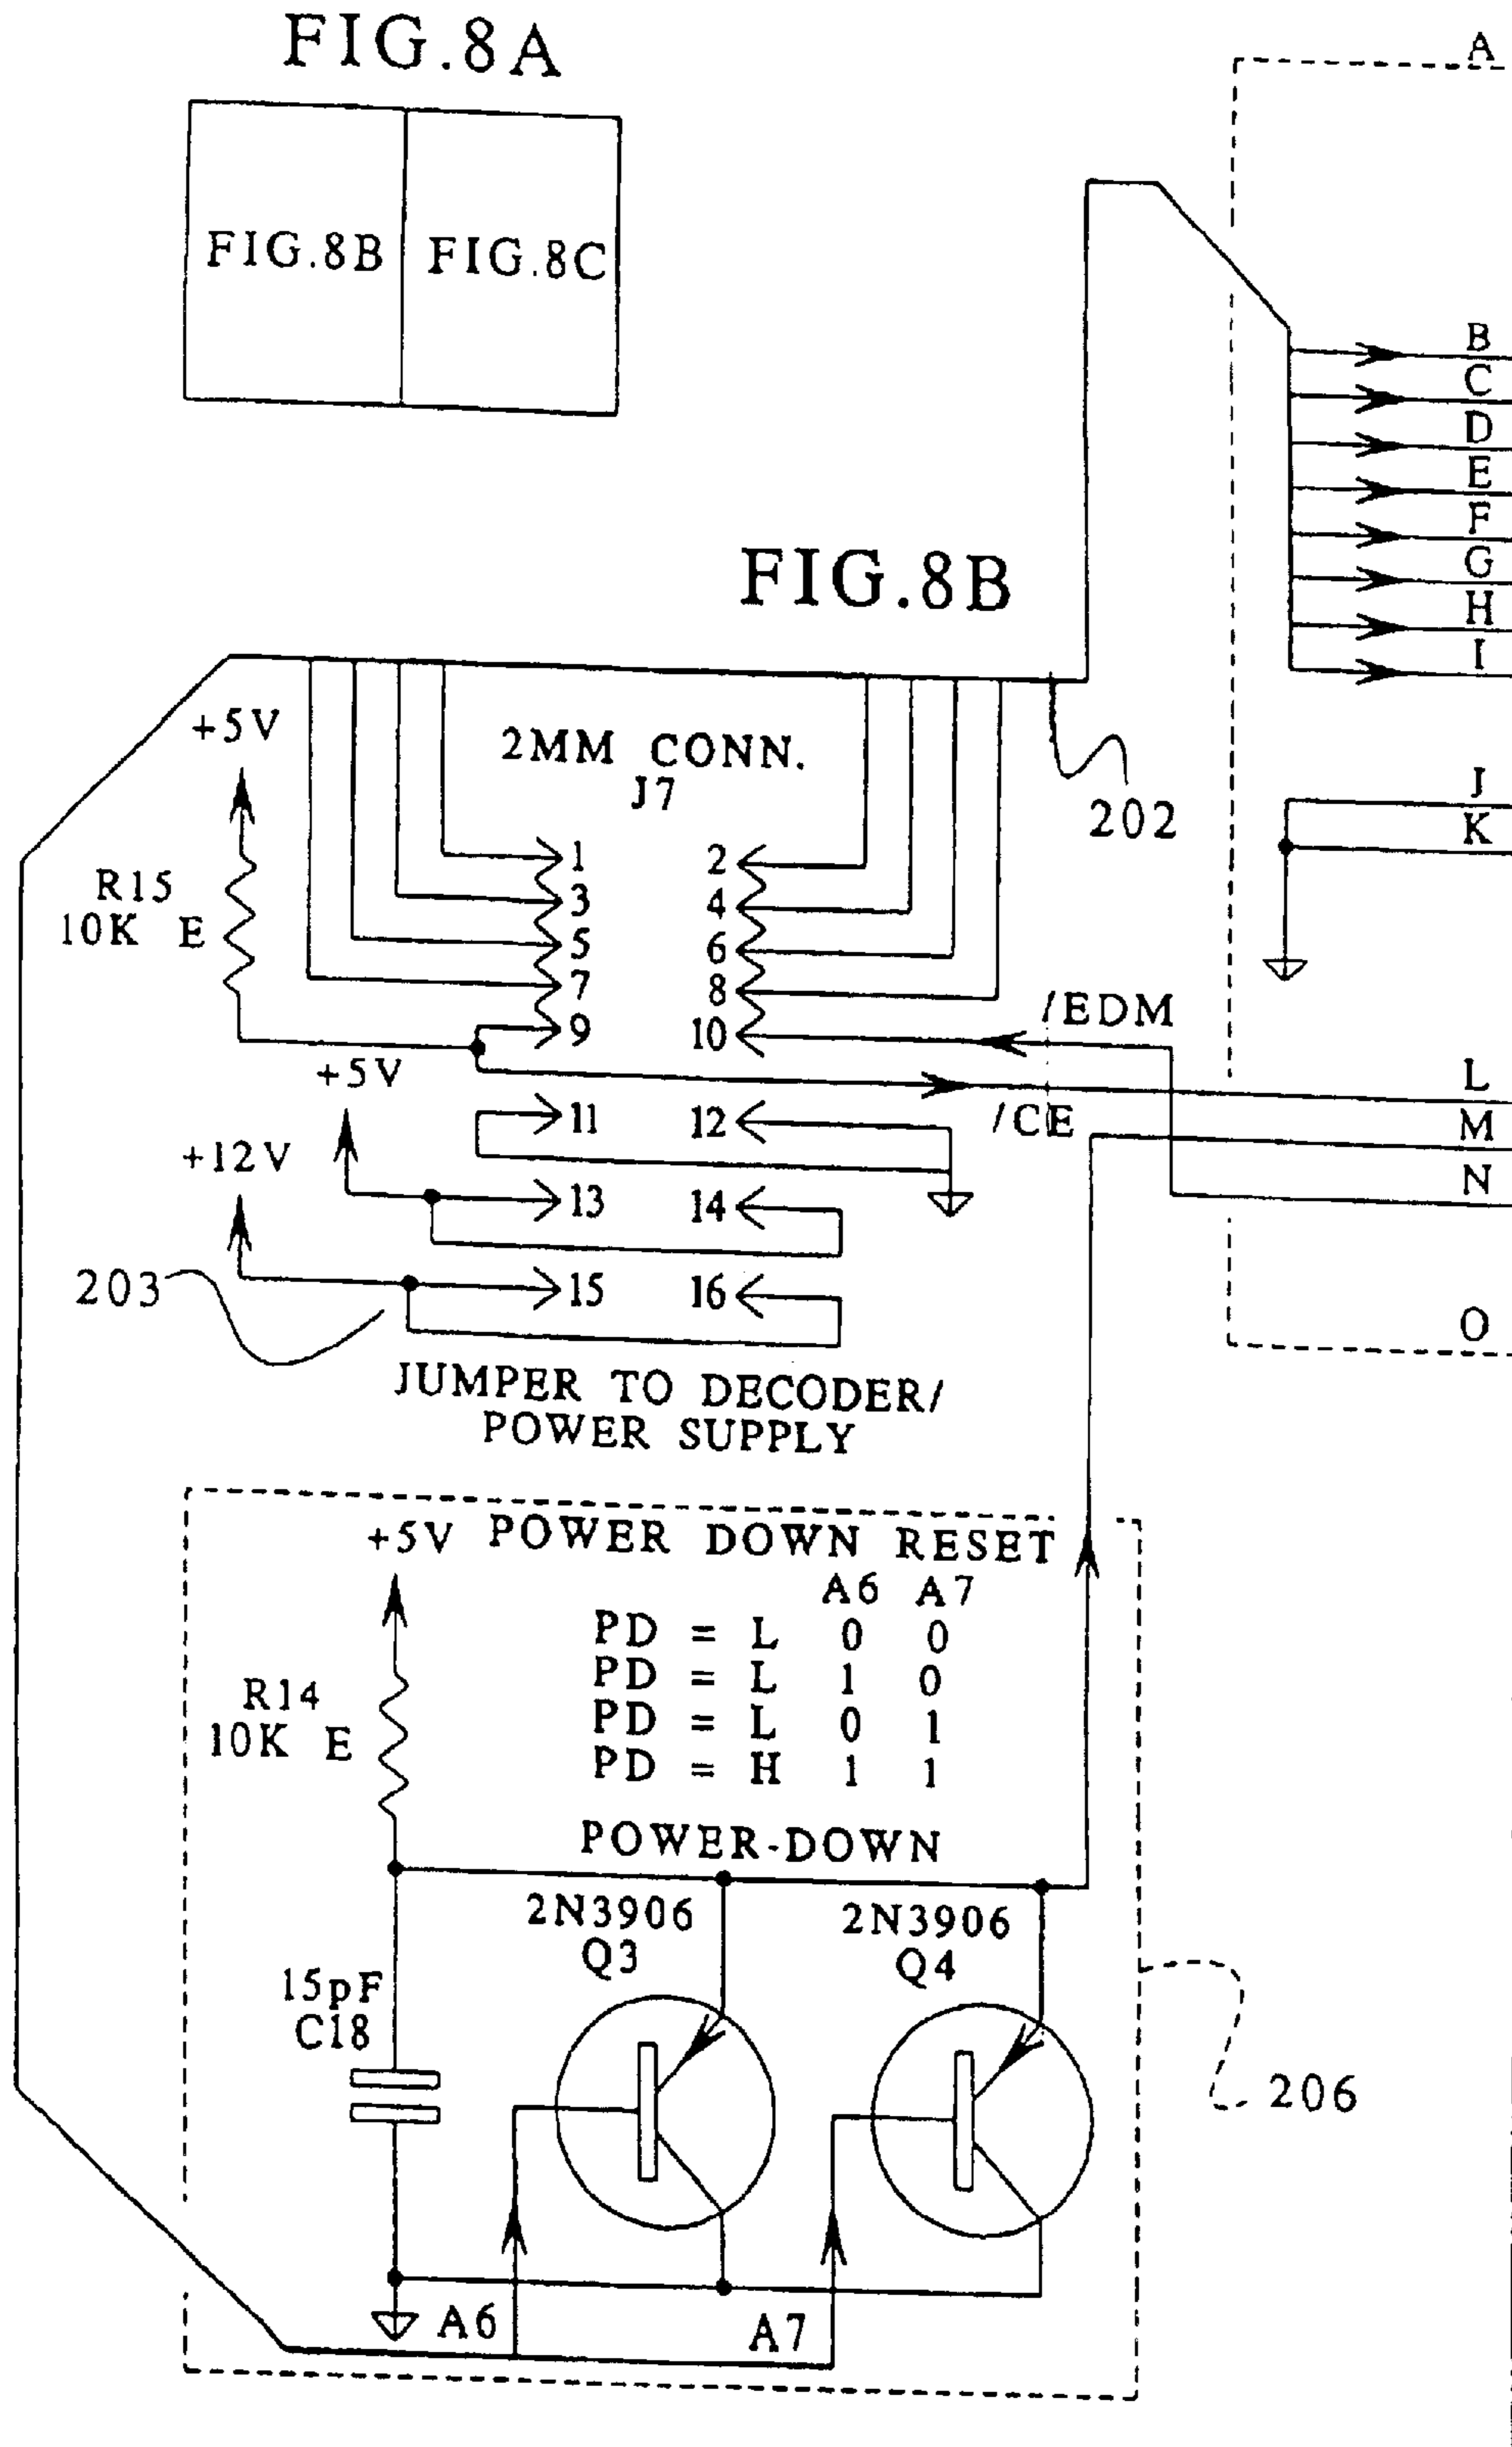 FIG.8A
FIG.8B
FIG.8C
A
B
C
D
E
F
G
H
I
J
K
FIG.8B
+5V
2MM CONN.
J7
202
R15
10K E
1 2
3 4
5 6
7 8
9 10
/EDM
+5V
/CE
L
M
N
11 12
+12V
13 14
203
15 16
O
JUMPER TO DECODER/
POWER SUPPLY
+5V POWER DOWN RESET
A6 A7
PD = L 0 0
PD = L 1 0
PD = L 0 1
PD = H 1 1
R14
10K E
POWER-DOWN
2N3906
Q3
2N3906
Q4
15pF
C18
206
A6
A7